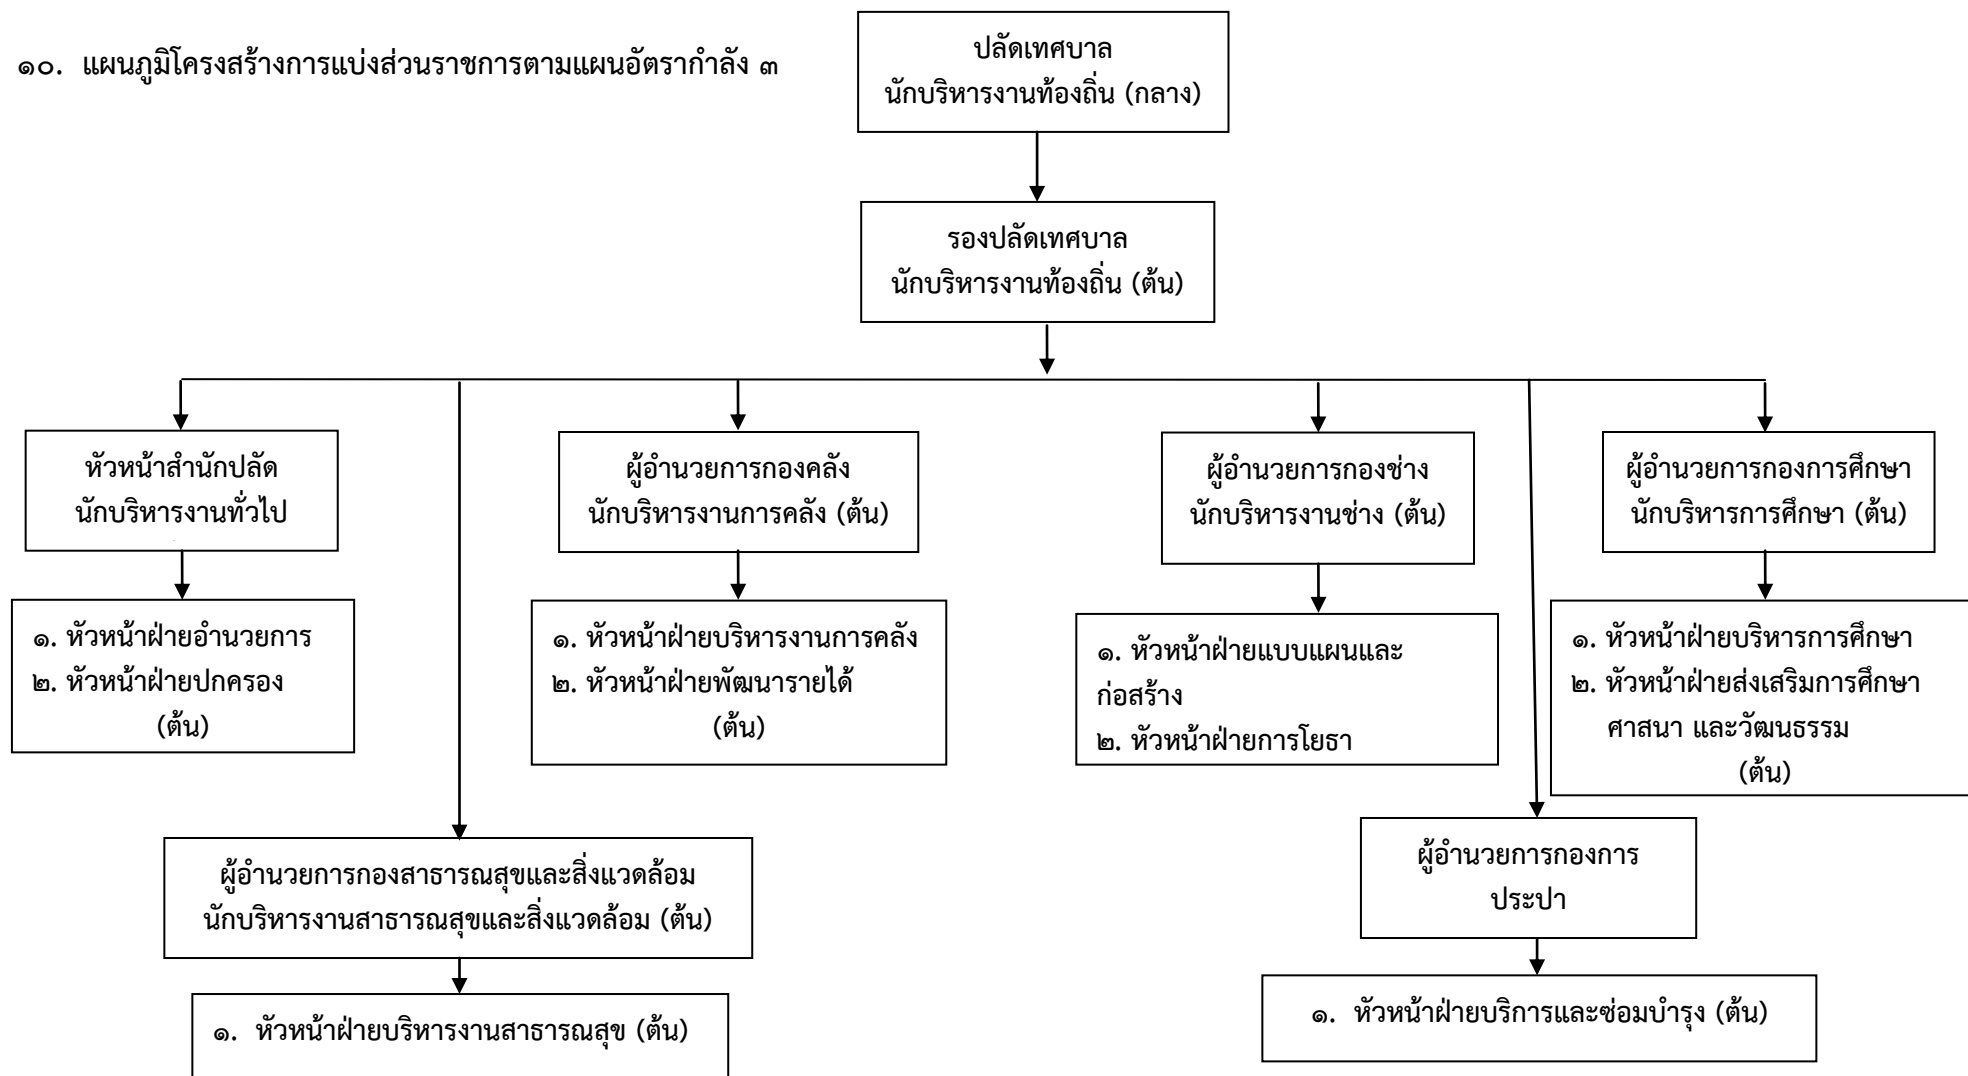 ๑๐. แผนภูมิโครงสร้างการแบ่งส่วนราชการตามแผนอัตรากำลัง ๓
ปลัดเทศบาล
นักบริหารงานท้องถิ่น (กลาง)
รองปลัดเทศบาล
นักบริหารงานท้องถิ่น (ต้น)
หัวหน้าสำนักปลัด
นักบริหารงานทั่วไป
ผู้อำนวยการกองคลัง
นักบริหารงานการคลัง (ต้น)
ผู้อำนวยการกองช่าง
นักบริหารงานช่าง (ต้น)
ผู้อำนวยการกองการศึกษา
นักบริหารการศึกษา (ต้น)
๑. หัวหน้าฝ่ายอำนวยการ
๒. หัวหน้าฝ่ายปกครอง
(ต้น)
๑. หัวหน้าฝ่ายบริหารงานการคลัง
๒. หัวหน้าฝ่ายพัฒนารายได้
(ต้น)
๑. หัวหน้าฝ่ายแบบแผนและ
ก่อสร้าง
๒. หัวหน้าฝ่ายการโยธา
๑. หัวหน้าฝ่ายบริหารการศึกษา
๒. หัวหน้าฝ่ายส่งเสริมการศึกษา
ศาสนา และวัฒนธรรม
(ต้น)
ผู้อำนวยการกองสาธารณสุขและสิ่งแวดล้อม
นักบริหารงานสาธารณสุขและสิ่งแวดล้อม (ต้น)
๑. หัวหน้าฝ่ายบริหารงานสาธารณสุข (ต้น)
ผู้อำนวยการกองการ
ประปา
๑. หัวหน้าฝ่ายบริการและซ่อมบำรุง (ต้น)